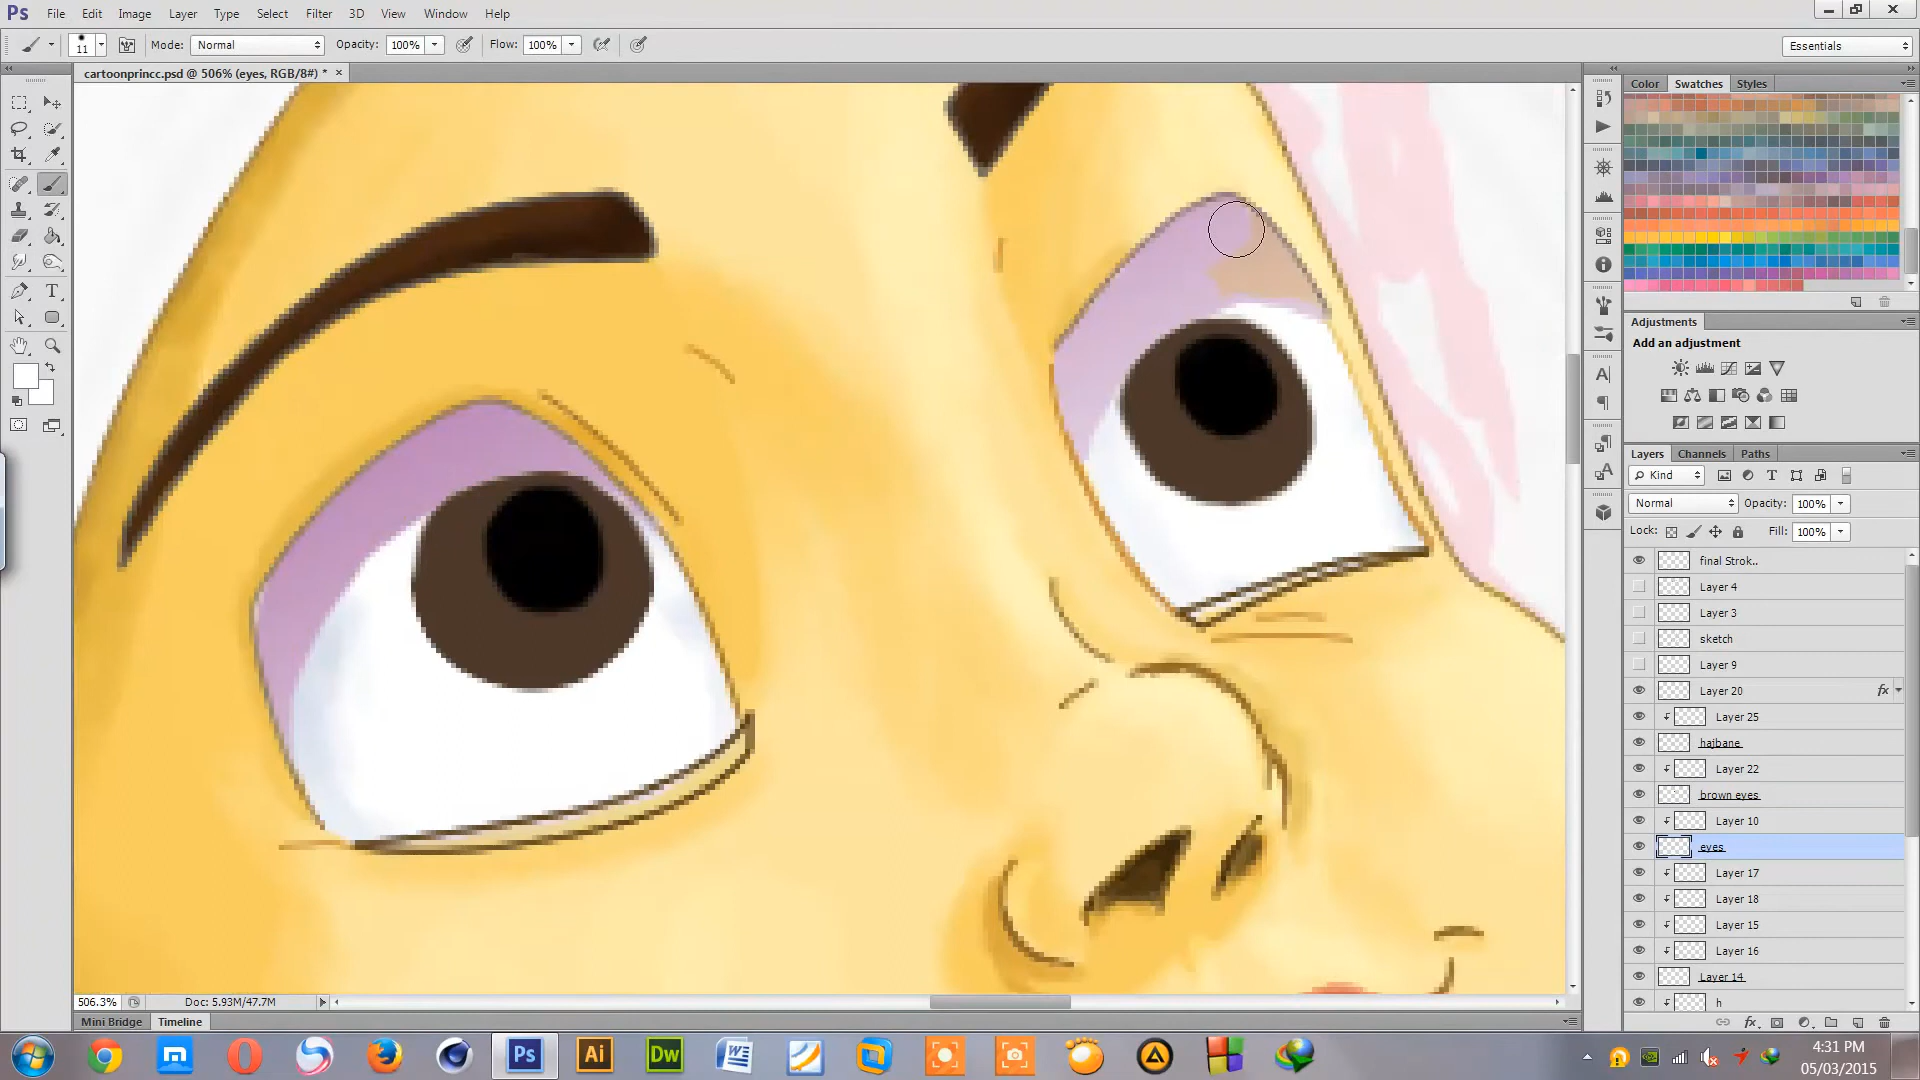 Ps File Edit Image Layer Type Select Filter 3D View Window Help
11 Mode: Normal Opacity: 100% Flow: 100% Essentials
cartoonprincc.psd @ 506% (eyes, RGB/8#) * ×
Color Swatches Styles
Adjustments
Add an adjustment
Layers Channels Paths
Kind
Normal Opacity: 100%
Lock: Fill: 100%
final Strok..
Layer 4
Layer 3
sketch
Layer 9
Layer 20 fx
Layer 25
hajbane
Layer 22
brown eyes
Layer 10
eyes
Layer 17
Layer 18
Layer 15
Layer 16
Layer 14
h
506.3% Doc: 5.93M/47.7M
Mini Bridge Timeline
Ps Ai Dw
4:31 PM
05/03/2015